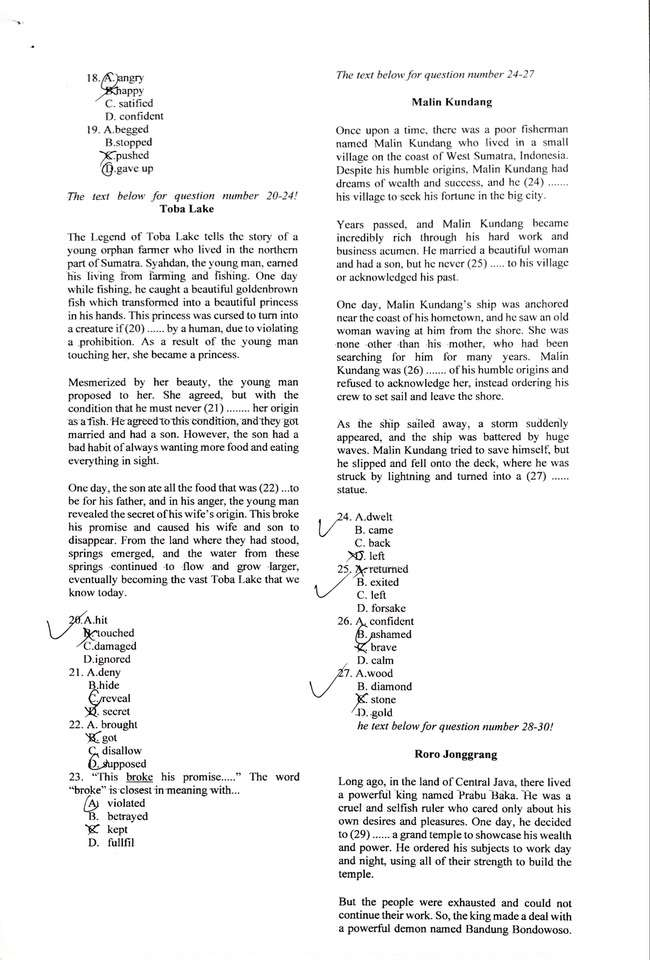 18. A. angry
B. happy
C. satified
D. confident
19. A.begged
B.stopped
C.pushed
D.gave up
The text below for question number 20-24!
Toba Lake
The Legend of Toba Lake tells the story of a
young orphan farmer who lived in the northern
part of Sumatra. Syahdan, the young man, earned
his living from farming and fishing. One day
while fishing, he caught a beautiful goldenbrown
fish which transformed into a beautiful princess
in his hands. This princess was cursed to turn into
a creature if (20) ...... by a human, due to violating
a prohibition. As a result of the young man
touching her, she became a princess.
Mesmerized by her beauty, the young man
proposed to her. She agreed, but with the
condition that he must never (21) ........ her origin
as a fish. He agreed to this condition, and they got
married and had a son. However, the son had a
bad habit of always wanting more food and eating
everything in sight.
One day, the son ate all the food that was (22) ...to
be for his father, and in his anger, the young man
revealed the secret of his wife's origin. This broke
his promise and caused his wife and son to
disappear. From the land where they had stood,
springs emerged, and the water from these
springs continued to flow and grow larger,
eventually becoming the vast Toba Lake that we
know today.
20.A.hit
B.touched
C.damaged
D.ignored
21. A.deny
B.hide
C.reveal
D. secret
22. A. brought
B. got
C. disallow
D. supposed
23. “This broke his promise.....” The word
“broke” is closest in meaning with...
A. violated
B. betrayed
C. kept
D. fullfil
The text below for question number 24-27
Malin Kundang
Once upon a time, there was a poor fisherman
named Malin Kundang who lived in a small
village on the coast of West Sumatra, Indonesia.
Despite his humble origins, Malin Kundang had
dreams of wealth and success, and he (24) .......
his village to seek his fortune in the big city.
Years passed, and Malin Kundang became
incredibly rich through his hard work and
business acumen. He married a beautiful woman
and had a son, but he never (25) ..... to his village
or acknowledged his past.
One day, Malin Kundang's ship was anchored
near the coast of his hometown, and he saw an old
woman waving at him from the shore. She was
none other than his mother, who had been
searching for him for many years. Malin
Kundang was (26) ....... of his humble origins and
refused to acknowledge her, instead ordering his
crew to set sail and leave the shore.
As the ship sailed away, a storm suddenly
appeared, and the ship was battered by huge
waves. Malin Kundang tried to save himself, but
he slipped and fell onto the deck, where he was
struck by lightning and turned into a (27) ......
statue.
24. A.dwelt
B. came
C. back
D. left
25. A. returned
B. exited
C. left
D. forsake
26. A. confident
B. ashamed
C. brave
D. calm
27. A.wood
B. diamond
C. stone
D. gold
he text below for question number 28-30!
Roro Jonggrang
Long ago, in the land of Central Java, there lived
a powerful king named Prabu Baka. He was a
cruel and selfish ruler who cared only about his
own desires and pleasures. One day, he decided
to (29) ...... a grand temple to showcase his wealth
and power. He ordered his subjects to work day
and night, using all of their strength to build the
temple.
But the people were exhausted and could not
continue their work. So, the king made a deal with
a powerful demon named Bandung Bondowoso.